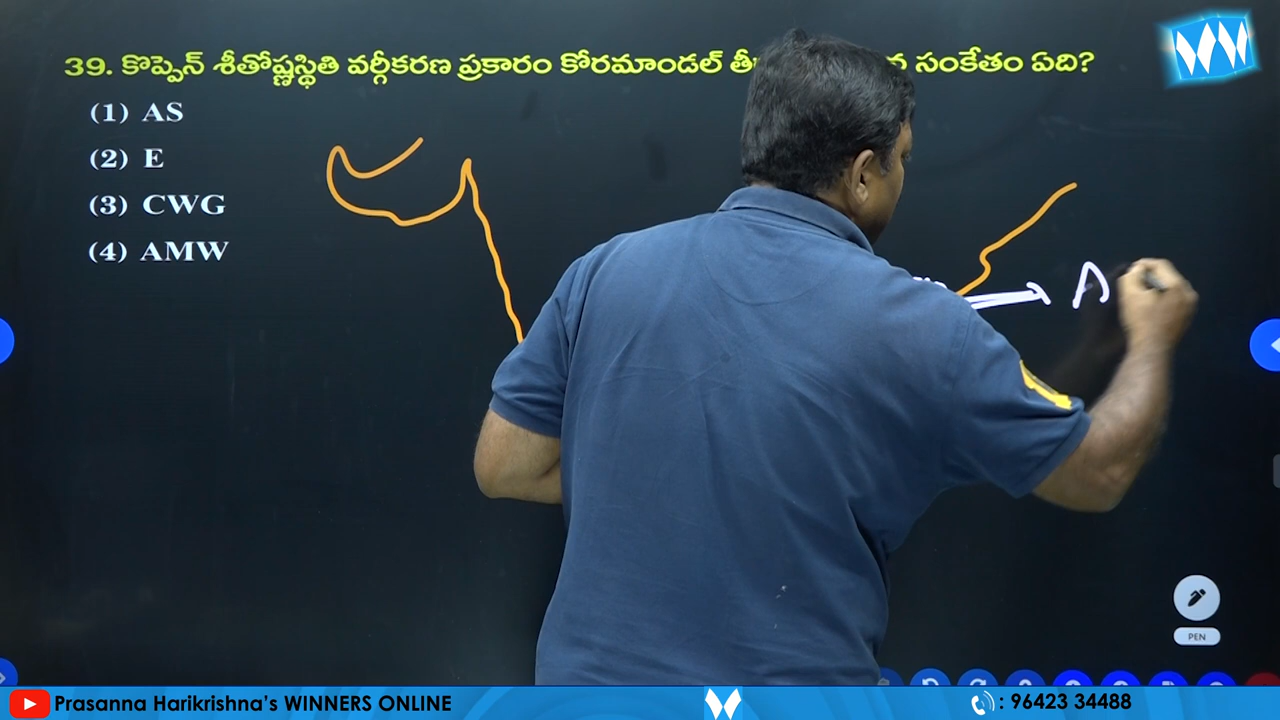 39. కొప్పెన్ శీతోష్ణస్థితి వర్గీకరణ ప్రకారం కోరమాండల్ సంకేతం ఏది?
(1) AS
(2) E
(3) CWG
(4) AMW
A
PEN
Prasanna Harikrishna's WINNERS ONLINE
: 96423 34488